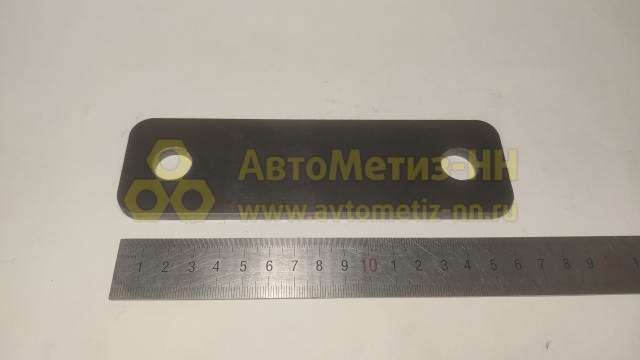 АвтоМетиз-НН
www.avtometiz-nn.ru
1 2 3 4 5 6 7 8 9 10 1 2 3 4 5 6 7 8 9 20 1